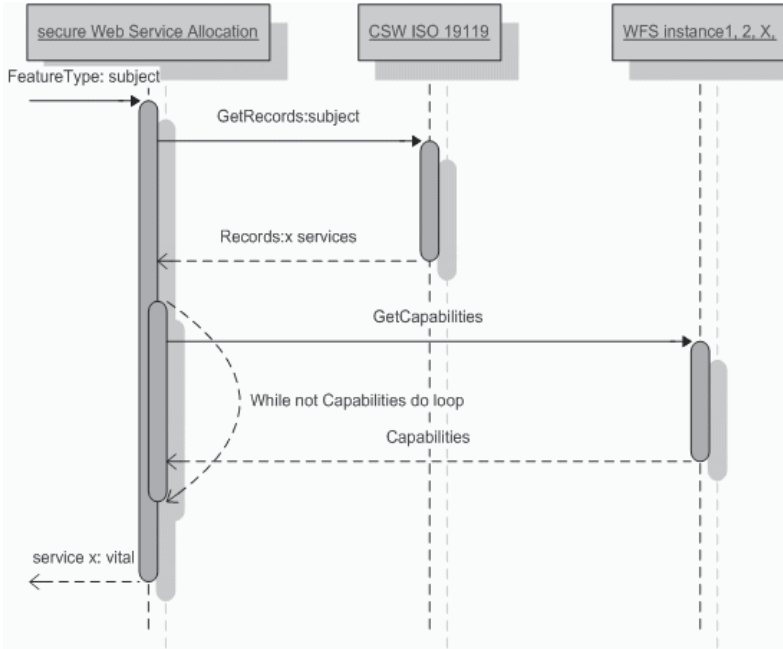 secure Web Service Allocation
CSW ISO 19119
WFS instance1, 2, X,
FeatureType: subject
GetRecords:subject
Records:x services
GetCapabilities
While not Capabilities do loop
Capabilities
service x: vital